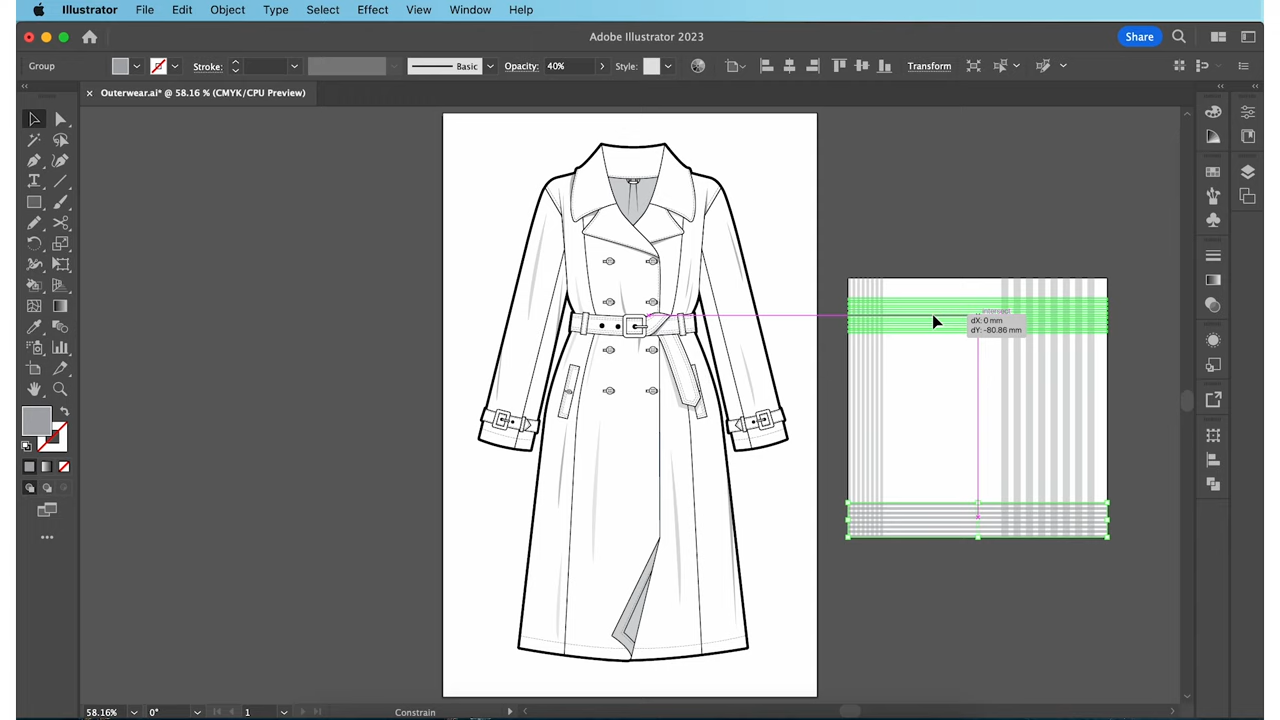 Illustrator File Edit Object Type Select Effect View Window Help
Adobe Illustrator 2023
Share
Group
Stroke:
Basic
Opacity: 40%
Style:
Transform
× Outerwear.ai* @ 58.16 % (CMYK/CPU Preview)
intersect
dX: 0 mm
dY: -80.86 mm
58.16% 0° 1 Constrain